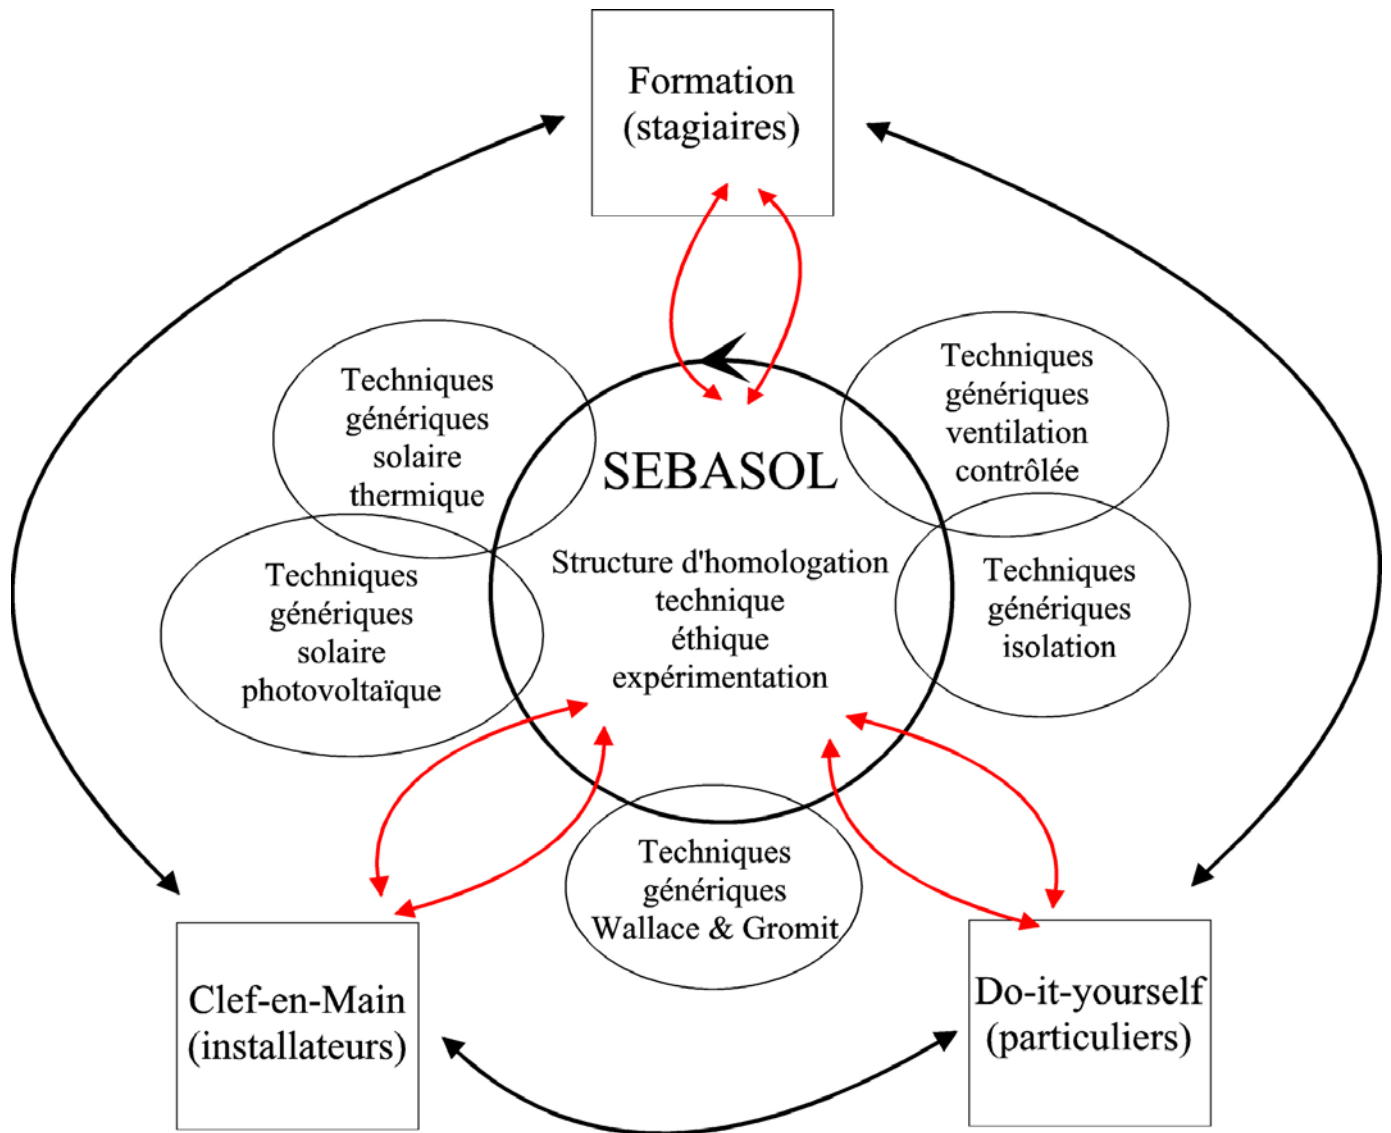 Formation
(stagiaires)
Techniques
génériques
solaire
thermique
Techniques
génériques
ventilation
contrôlée
SEBASOL
Structure d'homologation
technique
éthique
expérimentation
Techniques
génériques
solaire
photovoltaïque
Techniques
génériques
isolation
Techniques
génériques
Wallace & Gromit
Clef-en-Main
(installateurs)
Do-it-yourself
(particuliers)